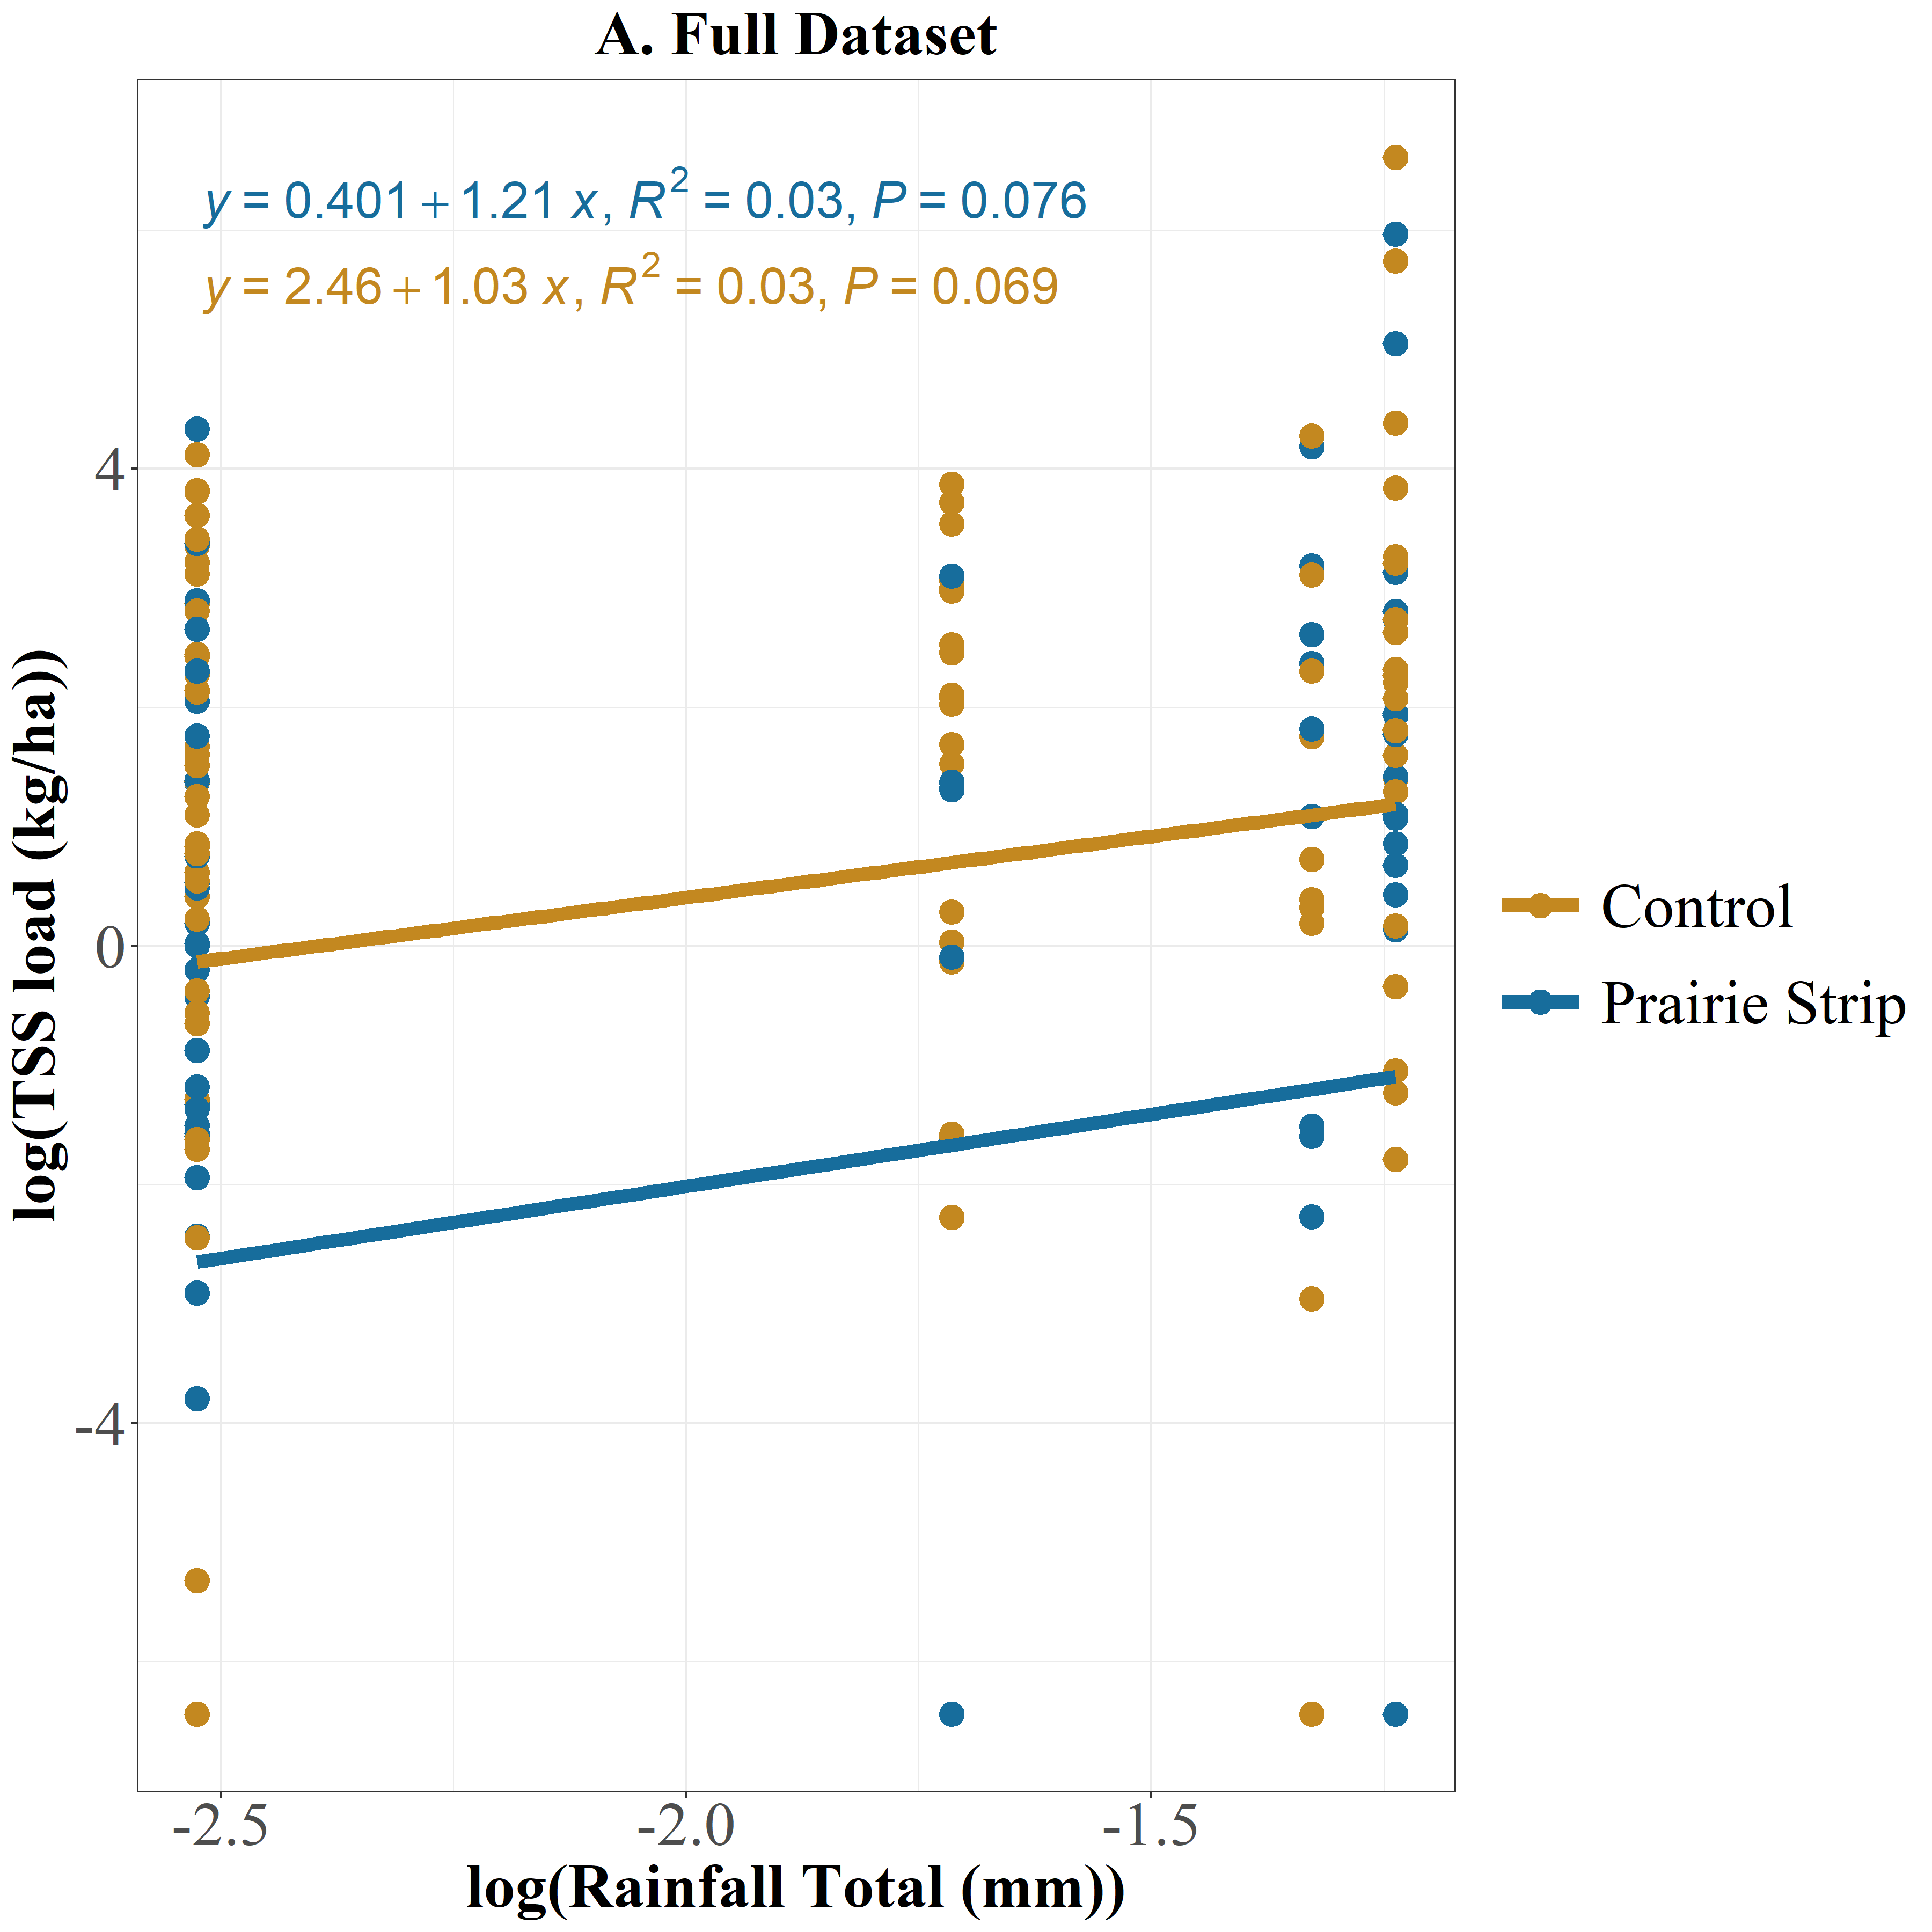 A. Full Dataset
y = 0.401 + 1.21 x, R² = 0.03, P = 0.076
y = 2.46 + 1.03 x, R² = 0.03, P = 0.069
log(TSS load (kg/ha))
4
0
-4
Control
Prairie Strip
-2.5 -2.0 -1.5
log(Rainfall Total (mm))